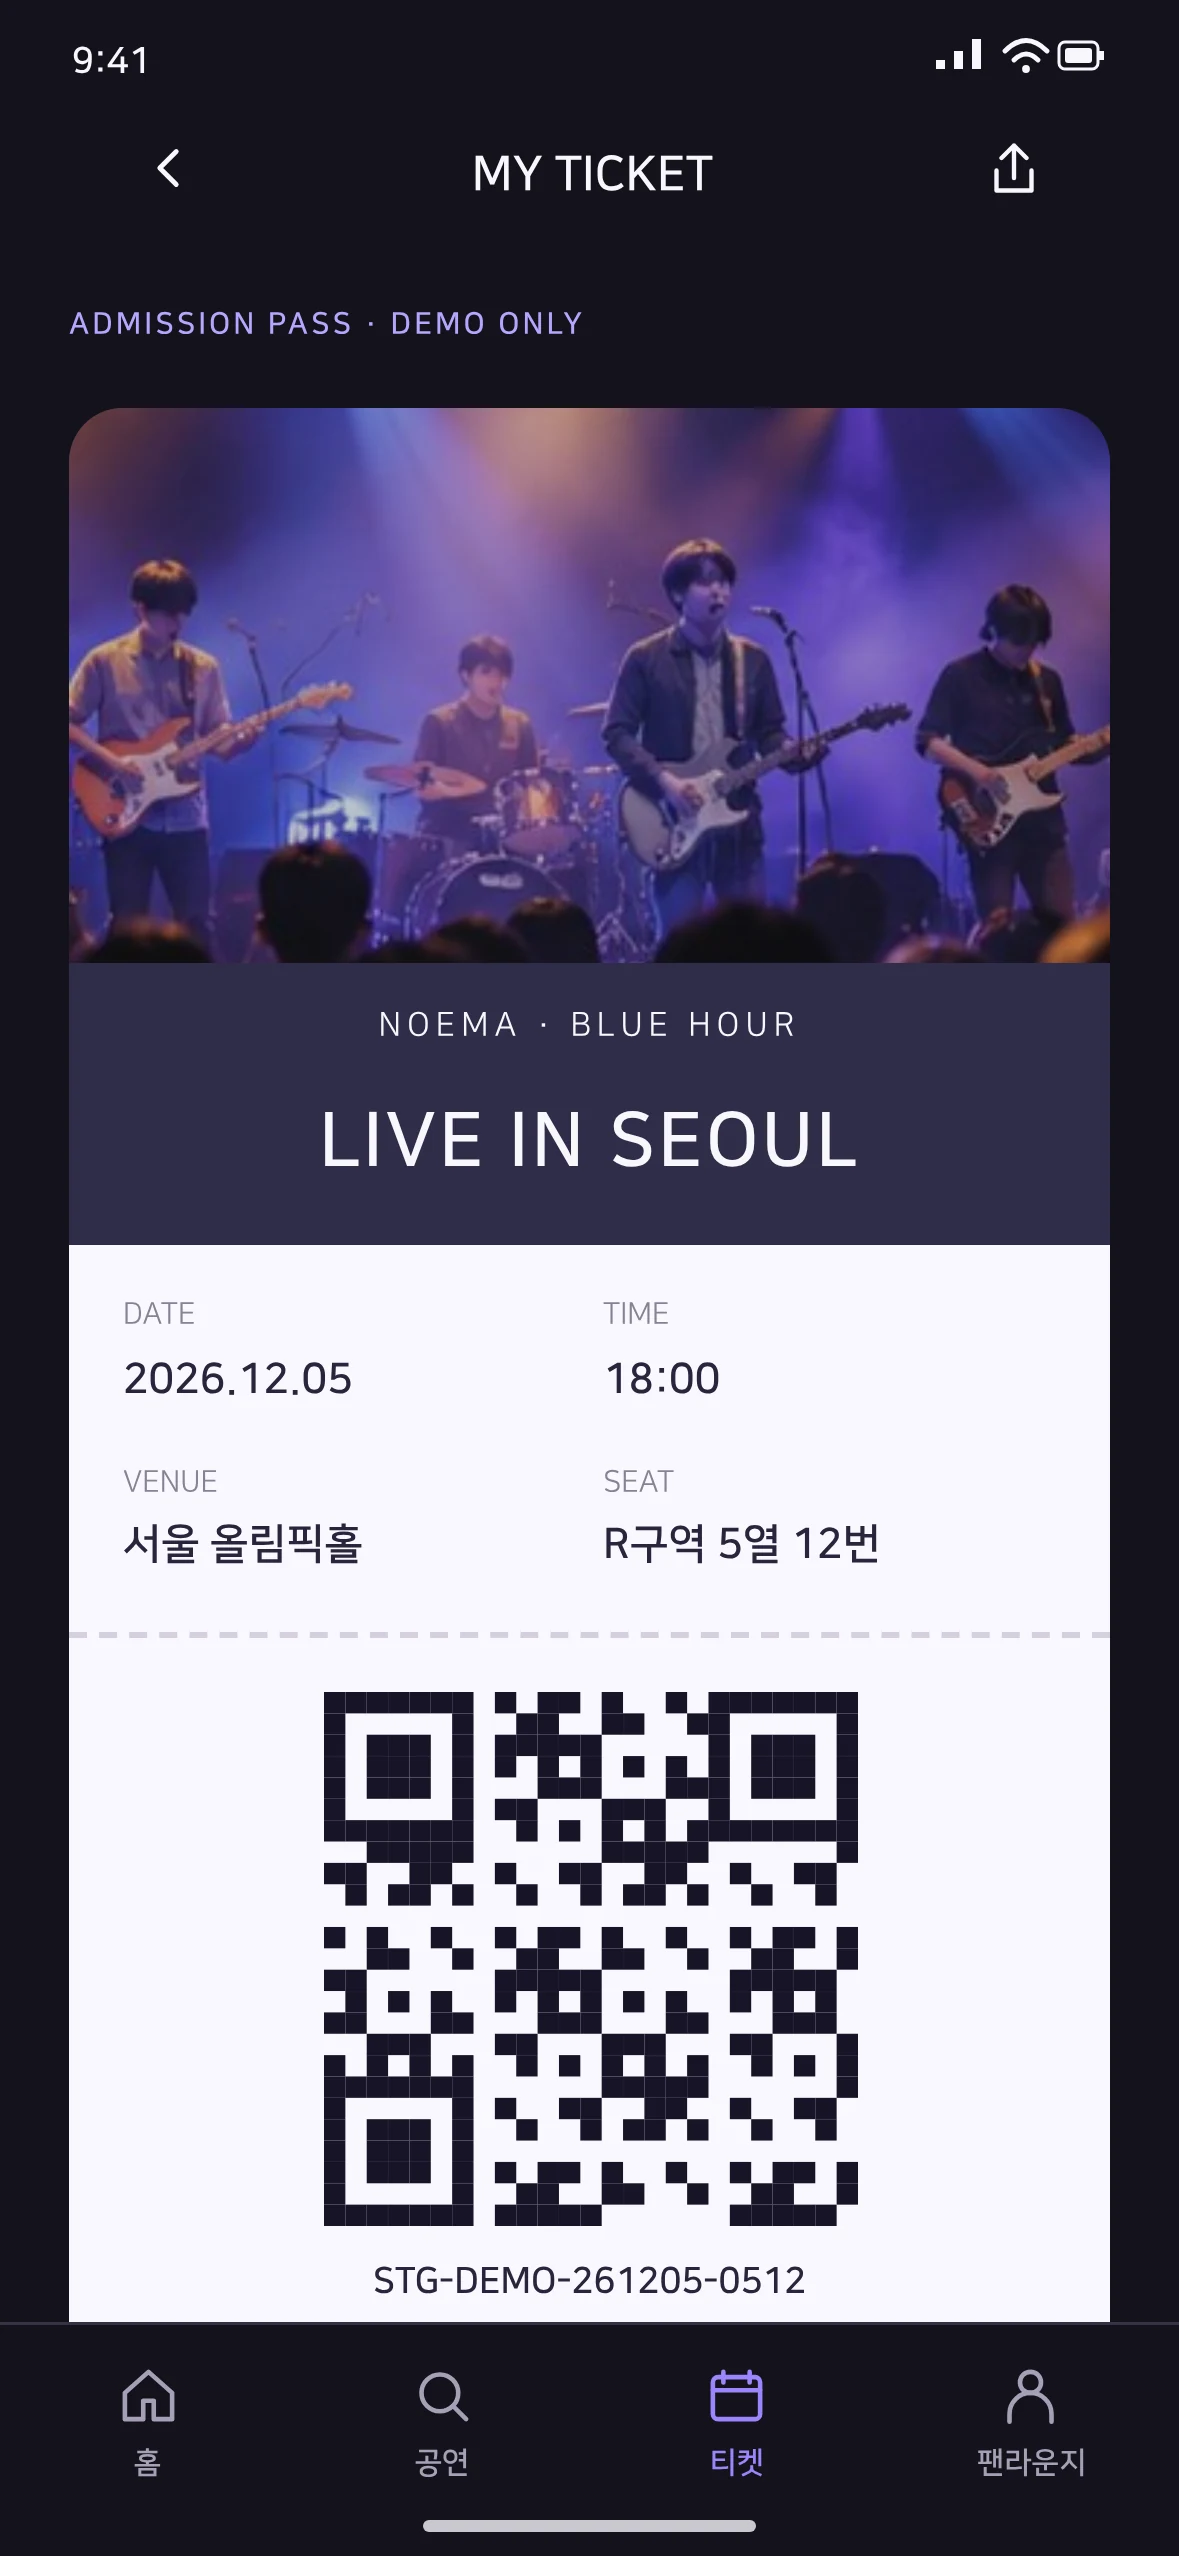 9:41
MY TICKET
ADMISSION PASS · DEMO ONLY
NOEMA · BLUE HOUR
LIVE IN SEOUL
DATE
TIME
2026.12.05
18:00
VENUE
SEAT
서울 올림픽홀
R구역 5열 12번
STG-DEMO-261205-0512
홈
공연
티켓
팬라운지